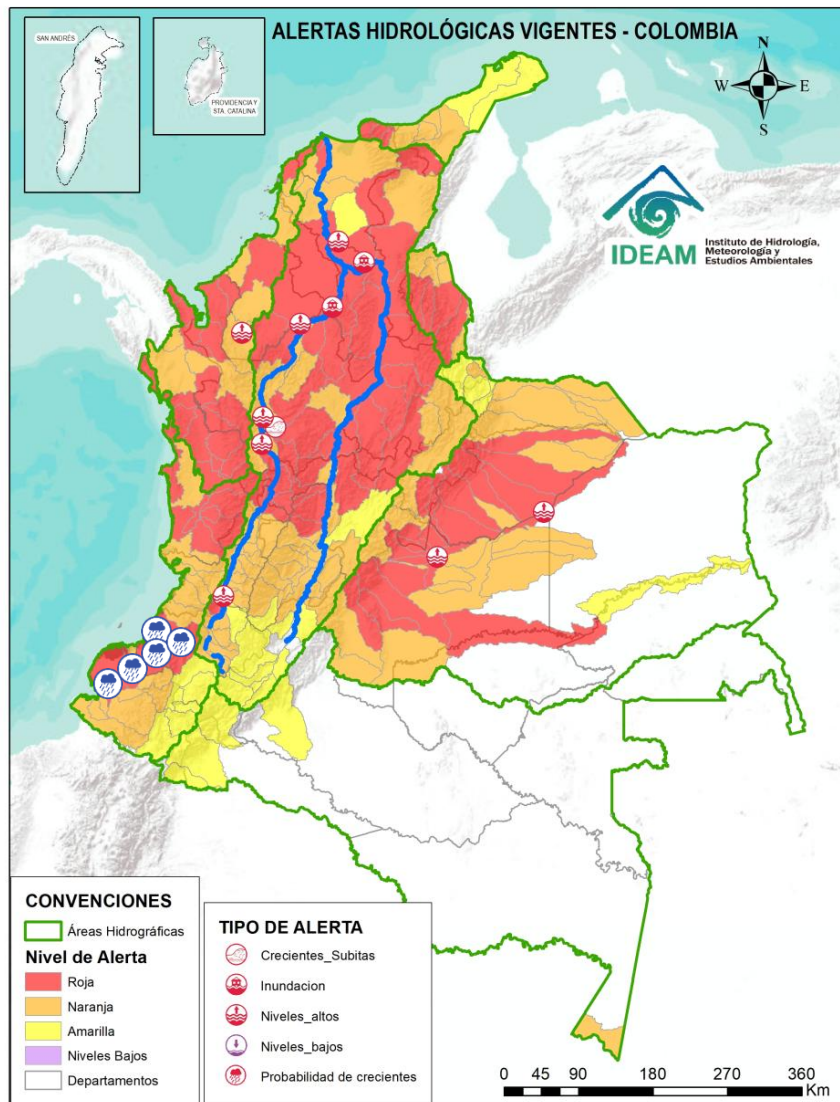 ALERTAS HIDROLÓGICAS VIGENTES - COLOMBIA
SAN ANDRÉS
PROVIDENCIA Y
STA. CATALINA
N
W
E
S
IDEAM
Instituto de Hidrología,
Meteorología y
Estudios Ambientales
CONVENCIONES
Áreas Hidrográficas
Nivel de Alerta
Roja
Naranja
Amarilla
Niveles Bajos
Departamentos
TIPO DE ALERTA
Crecientes_Subitas
Inundacion
Niveles_altos
Niveles_bajos
Probabilidad de crecientes
0 45 90 180 270 360
Km